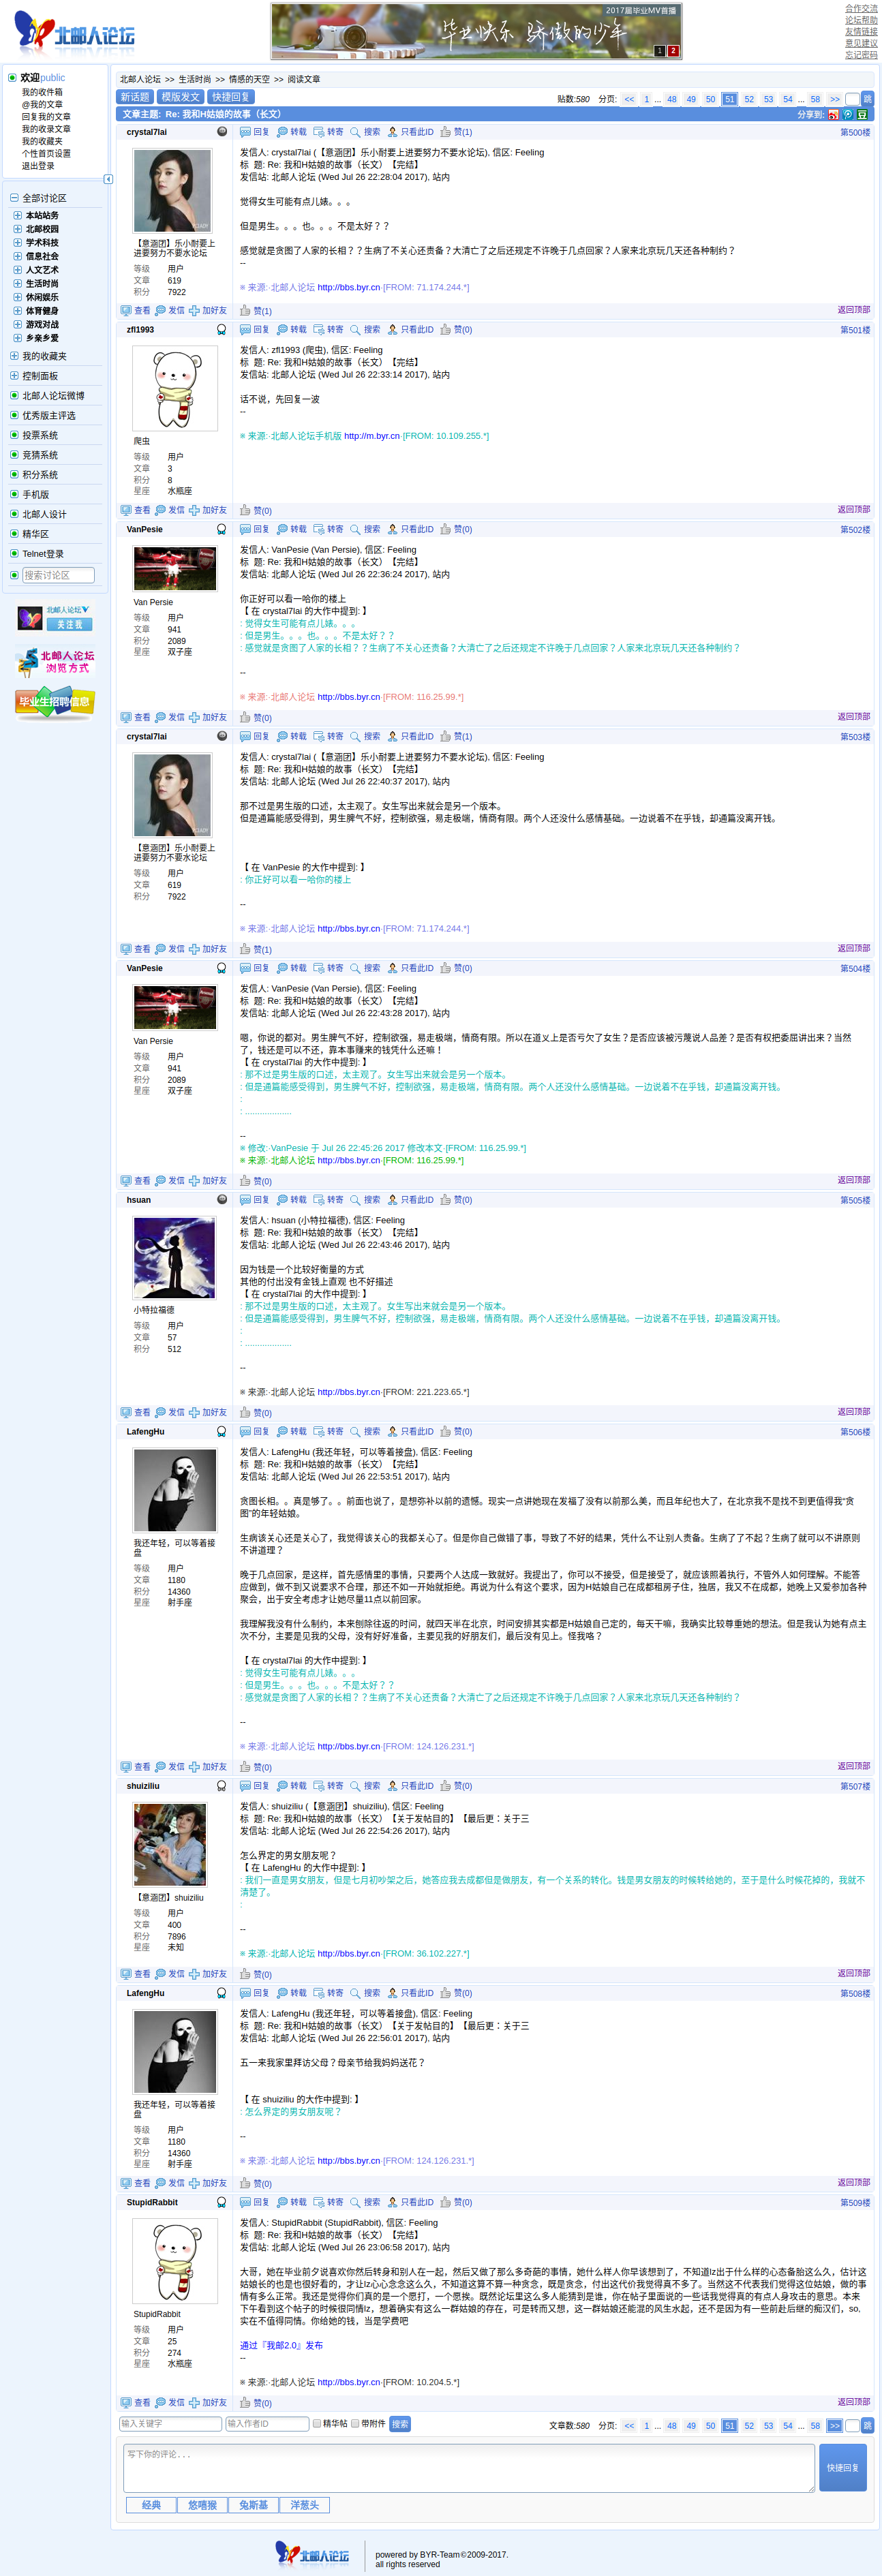 北邮人论坛
2017届毕业MV首播
毕业快乐 骄傲的少年
1 2
合作交流
论坛帮助
友情链接
意见建议
忘记密码
欢迎public
我的收件箱
@我的文章
回复我的文章
我的收录文章
我的收藏夹
个性首页设置
退出登录
全部讨论区
本站站务
北邮校园
学术科技
信息社会
人文艺术
生活时尚
休闲娱乐
体育健身
游戏对战
乡亲乡爱
我的收藏夹
控制面板
北邮人论坛微博
优秀版主评选
投票系统
竞猜系统
积分系统
手机版
北邮人设计
精华区
Telnet登录
搜索讨论区
北邮人论坛
关注我
北邮人论坛
浏览方式
毕业生招聘信息
北邮人论坛 >> 生活时尚 >> 情感的天空 >> 阅读文章
新话题 模版发文 快捷回复
贴数:580 分页: << 1 ... 48 49 50 51 52 53 54 ... 58 >> 跳
文章主题: Re: 我和H姑娘的故事（长文）
分享到:
crystal7lai
回复 转载 转寄 搜索 只看此ID 赞(1) 第500楼
【意涵团】乐小耐要上进要努力不要水论坛
等级 用户
文章 619
积分 7922
发信人: crystal7lai (【意涵团】乐小耐要上进要努力不要水论坛), 信区: Feeling
标 题: Re: 我和H姑娘的故事（长文）【完结】
发信站: 北邮人论坛 (Wed Jul 26 22:28:04 2017), 站内
觉得女生可能有点儿婊。。。
但是男生。。。也。。。不是太好？？
感觉就是贪图了人家的长相？？生病了不关心还责备？大清亡了之后还规定不许晚于几点回家？人家来北京玩几天还各种制约？
--
※ 来源:·北邮人论坛 http://bbs.byr.cn·[FROM: 71.174.244.*]
查看 发信 加好友 赞(1) 返回顶部
zfl1993
回复 转载 转寄 搜索 只看此ID 赞(0) 第501楼
爬虫
等级 用户
文章 3
积分 8
星座 水瓶座
发信人: zfl1993 (爬虫), 信区: Feeling
标 题: Re: 我和H姑娘的故事（长文）【完结】
发信站: 北邮人论坛 (Wed Jul 26 22:33:14 2017), 站内
话不说，先回复一波
--
※ 来源:·北邮人论坛手机版 http://m.byr.cn·[FROM: 10.109.255.*]
查看 发信 加好友 赞(0) 返回顶部
VanPesie
回复 转载 转寄 搜索 只看此ID 赞(0) 第502楼
Van Persie
等级 用户
文章 941
积分 2089
星座 双子座
发信人: VanPesie (Van Persie), 信区: Feeling
标 题: Re: 我和H姑娘的故事（长文）【完结】
发信站: 北邮人论坛 (Wed Jul 26 22:36:24 2017), 站内
你正好可以看一哈你的楼上
【 在 crystal7lai 的大作中提到: 】
: 觉得女生可能有点儿婊。。。
: 但是男生。。。也。。。不是太好？？
: 感觉就是贪图了人家的长相？？生病了不关心还责备？大清亡了之后还规定不许晚于几点回家？人家来北京玩几天还各种制约？
--
※ 来源:·北邮人论坛 http://bbs.byr.cn·[FROM: 116.25.99.*]
查看 发信 加好友 赞(0) 返回顶部
crystal7lai
回复 转载 转寄 搜索 只看此ID 赞(1) 第503楼
【意涵团】乐小耐要上进要努力不要水论坛
等级 用户
文章 619
积分 7922
发信人: crystal7lai (【意涵团】乐小耐要上进要努力不要水论坛), 信区: Feeling
标 题: Re: 我和H姑娘的故事（长文）【完结】
发信站: 北邮人论坛 (Wed Jul 26 22:40:37 2017), 站内
那不过是男生版的口述，太主观了。女生写出来就会是另一个版本。
但是通篇能感受得到，男生脾气不好，控制欲强，易走极端，情商有限。两个人还没什么感情基础。一边说着不在乎钱，却通篇没离开钱。
【 在 VanPesie 的大作中提到: 】
: 你正好可以看一哈你的楼上
--
※ 来源:·北邮人论坛 http://bbs.byr.cn·[FROM: 71.174.244.*]
查看 发信 加好友 赞(1) 返回顶部
VanPesie
回复 转载 转寄 搜索 只看此ID 赞(0) 第504楼
Van Persie
等级 用户
文章 941
积分 2089
星座 双子座
发信人: VanPesie (Van Persie), 信区: Feeling
标 题: Re: 我和H姑娘的故事（长文）【完结】
发信站: 北邮人论坛 (Wed Jul 26 22:43:28 2017), 站内
嗯，你说的都对。男生脾气不好，控制欲强，易走极端，情商有限。所以在道义上是否亏欠了女生？是否应该被污蔑说人品差？是否有权把委屈讲出来？当然了，钱还是可以不还，靠本事赚来的钱凭什么还嘛！
【 在 crystal7lai 的大作中提到: 】
: 那不过是男生版的口述，太主观了。女生写出来就会是另一个版本。
: 但是通篇能感受得到，男生脾气不好，控制欲强，易走极端，情商有限。两个人还没什么感情基础。一边说着不在乎钱，却通篇没离开钱。
:
: ...................
--
※ 修改:·VanPesie 于 Jul 26 22:45:26 2017 修改本文·[FROM: 116.25.99.*]
※ 来源:·北邮人论坛 http://bbs.byr.cn·[FROM: 116.25.99.*]
查看 发信 加好友 赞(0) 返回顶部
hsuan
回复 转载 转寄 搜索 只看此ID 赞(0) 第505楼
小特拉福德
等级 用户
文章 57
积分 512
发信人: hsuan (小特拉福德), 信区: Feeling
标 题: Re: 我和H姑娘的故事（长文）【完结】
发信站: 北邮人论坛 (Wed Jul 26 22:43:46 2017), 站内
因为钱是一个比较好衡量的方式
其他的付出没有金钱上直观 也不好描述
【 在 crystal7lai 的大作中提到: 】
: 那不过是男生版的口述，太主观了。女生写出来就会是另一个版本。
: 但是通篇能感受得到，男生脾气不好，控制欲强，易走极端，情商有限。两个人还没什么感情基础。一边说着不在乎钱，却通篇没离开钱。
:
: ...................
--
※ 来源:·北邮人论坛 http://bbs.byr.cn·[FROM: 221.223.65.*]
查看 发信 加好友 赞(0) 返回顶部
LafengHu
回复 转载 转寄 搜索 只看此ID 赞(0) 第506楼
我还年轻，可以等着接盘
等级 用户
文章 1180
积分 14360
星座 射手座
发信人: LafengHu (我还年轻，可以等着接盘), 信区: Feeling
标 题: Re: 我和H姑娘的故事（长文）【完结】
发信站: 北邮人论坛 (Wed Jul 26 22:53:51 2017), 站内
贪图长相。。真是够了。。前面也说了，是想弥补以前的遗憾。现实一点讲她现在发福了没有以前那么美，而且年纪也大了，在北京我不是找不到更值得我“贪图”的年轻姑娘。
生病该关心还是关心了，我觉得该关心的我都关心了。但是你自己做错了事，导致了不好的结果，凭什么不让别人责备。生病了了不起？生病了就可以不讲原则不讲道理？
晚于几点回家，是这样，首先感情里的事情，只要两个人达成一致就好。我提出了，你可以不接受，但是接受了，就应该照着执行，不管外人如何理解。不能答应做到，做不到又说要求不合理，那还不如一开始就拒绝。再说为什么有这个要求，因为H姑娘自己在成都租房子住，独居，我又不在成都，她晚上又爱参加各种聚会，出于安全考虑才让她尽量11点以前回家。
我理解我没有什么制约，本来刨除往返的时间，就四天半在北京，时间安排其实都是H姑娘自己定的，每天干嘛，我确实比较尊重她的想法。但是我认为她有点主次不分，主要是见我的父母，没有好好准备，主要见我的好朋友们，最后没有见上。怪我咯？
【 在 crystal7lai 的大作中提到: 】
: 觉得女生可能有点儿婊。。。
: 但是男生。。。也。。。不是太好？？
: 感觉就是贪图了人家的长相？？生病了不关心还责备？大清亡了之后还规定不许晚于几点回家？人家来北京玩几天还各种制约？
--
※ 来源:·北邮人论坛 http://bbs.byr.cn·[FROM: 124.126.231.*]
查看 发信 加好友 赞(0) 返回顶部
shuiziliu
回复 转载 转寄 搜索 只看此ID 赞(0) 第507楼
【意涵团】shuiziliu
等级 用户
文章 400
积分 7896
星座 未知
发信人: shuiziliu (【意涵团】shuiziliu), 信区: Feeling
标 题: Re: 我和H姑娘的故事（长文）【关于发帖目的】【最后更：关于三
发信站: 北邮人论坛 (Wed Jul 26 22:54:26 2017), 站内
怎么界定的男女朋友呢？
【 在 LafengHu 的大作中提到: 】
: 我们一直是男女朋友，但是七月初吵架之后，她答应我去成都但是做朋友，有一个关系的转化。钱是男女朋友的时候转给她的，至于是什么时候花掉的，我就不清楚了。
:
--
※ 来源:·北邮人论坛 http://bbs.byr.cn·[FROM: 36.102.227.*]
查看 发信 加好友 赞(0) 返回顶部
LafengHu
回复 转载 转寄 搜索 只看此ID 赞(0) 第508楼
我还年轻，可以等着接盘
等级 用户
文章 1180
积分 14360
星座 射手座
发信人: LafengHu (我还年轻，可以等着接盘), 信区: Feeling
标 题: Re: 我和H姑娘的故事（长文）【关于发帖目的】【最后更：关于三
发信站: 北邮人论坛 (Wed Jul 26 22:56:01 2017), 站内
五一来我家里拜访父母？母亲节给我妈妈送花？
【 在 shuiziliu 的大作中提到: 】
: 怎么界定的男女朋友呢？
--
※ 来源:·北邮人论坛 http://bbs.byr.cn·[FROM: 124.126.231.*]
查看 发信 加好友 赞(0) 返回顶部
StupidRabbit
回复 转载 转寄 搜索 只看此ID 赞(0) 第509楼
StupidRabbit
等级 用户
文章 25
积分 274
星座 水瓶座
发信人: StupidRabbit (StupidRabbit), 信区: Feeling
标 题: Re: 我和H姑娘的故事（长文）【完结】
发信站: 北邮人论坛 (Wed Jul 26 23:06:58 2017), 站内
大哥，她在毕业前夕说喜欢你然后转身和别人在一起，然后又做了那么多奇葩的事情，她什么样人你早该想到了，不知道lz出于什么样的心态备胎这么久，估计这姑娘长的也是也很好看的，才让lz心心念念这么久，不知道这算不算一种贪念，既是贪念，付出这代价我觉得真不多了。当然这不代表我们觉得这位姑娘，做的事情有多么正常。我还是觉得你们真的是一个愿打，一个愿挨。既然论坛里这么多人能猜到是谁，你在帖子里面说的一些话我觉得真的有点人身攻击的意思。本来下午看到这个帖子的时候很同情lz，想着确实有这么一群姑娘的存在，可是转而又想，这一群姑娘还能混的风生水起，还不是因为有一些前赴后继的痴汉们，so,实在不值得同情。你给她的钱，当是学费吧
通过『我邮2.0』发布
--
※ 来源:·北邮人论坛 http://bbs.byr.cn·[FROM: 10.204.5.*]
查看 发信 加好友 赞(0) 返回顶部
输入关键字 输入作者ID 精华帖 带附件 搜索
文章数:580 分页: << 1 ... 48 49 50 51 52 53 54 ... 58 >> 跳
写下你的评论...
快捷回复
经典 悠嘻猴 兔斯基 洋葱头
北邮人论坛
powered by BYR-Team©2009-2017.
all rights reserved